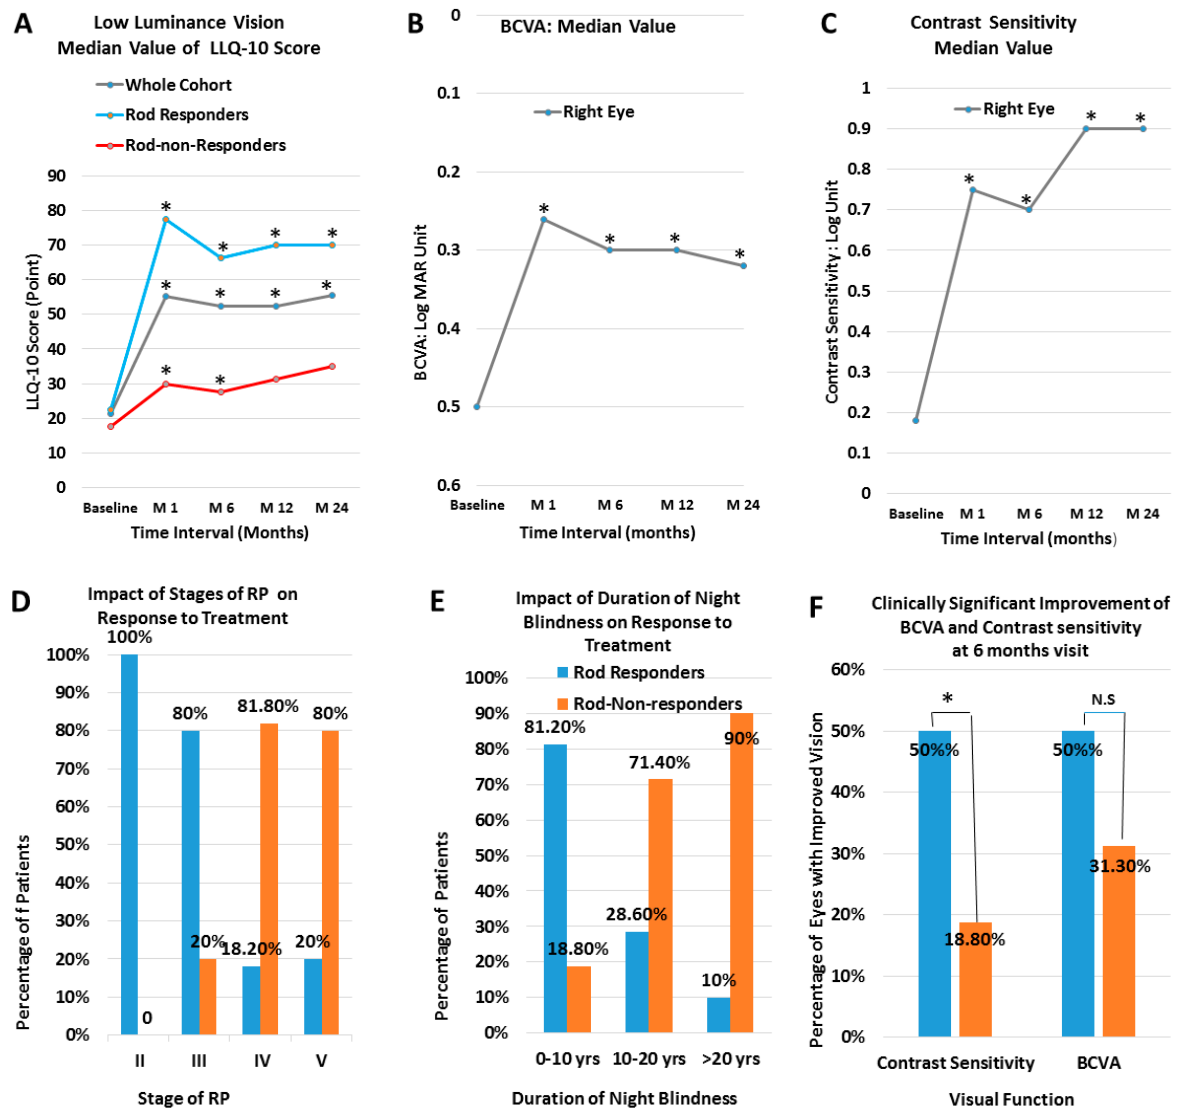 A
Low Luminance Vision
Median Value of LLQ-10 Score
Whole Cohort
Rod Responders
Rod-non-Responders
LLQ-10 Score (Point)
90
80
70
60
50
40
30
20
10
0
*
*
*
*
*
*
*
*
*
*
Baseline M 1 M 6 M 12 M 24
Time Interval (Months)
B
BCVA: Median Value
Right Eye
BCVA: Log MAR Unit
0
0.1
0.2
0.3
0.4
0.5
0.6
*
*
*
*
Baseline M 1 M 6 M 12 M 24
Time Interval (months)
C
Contrast Sensitivity
Median Value
Right Eye
Contrast Sensitivity : Log Unit
1
0.9
0.8
0.7
0.6
0.5
0.4
0.3
0.2
0.1
0
*
*
*
*
Baseline M 1 M 6 M 12 M 24
Time Interval (months)
D
Impact of Stages of RP on
Response to Treatment
Percentage of f Patients
100%
90%
80%
70%
60%
50%
40%
30%
20%
10%
0%
100%
0
80%
20%
18.20%
81.80%
20%
80%
II III IV V
Stage of RP
E
Impact of Duration of Night
Blindness on Response to
Treatment
Rod Responders
Rod-Non-responders
Percentage of Patients
100%
90%
80%
70%
60%
50%
40%
30%
20%
10%
0%
81.20%
18.80%
28.60%
71.40%
10%
90%
0-10 yrs 10-20 yrs >20 yrs
Duration of Night Blindness
F
Clinically Significant Improvement of
BCVA and Contrast sensitivity
at 6 months visit
Percentage of Eyes with Improved Vision
60%
50%
40%
30%
20%
10%
0%
*
N.S
50%%
18.80%
50%%
31.30%
Contrast Sensitivity BCVA
Visual Function